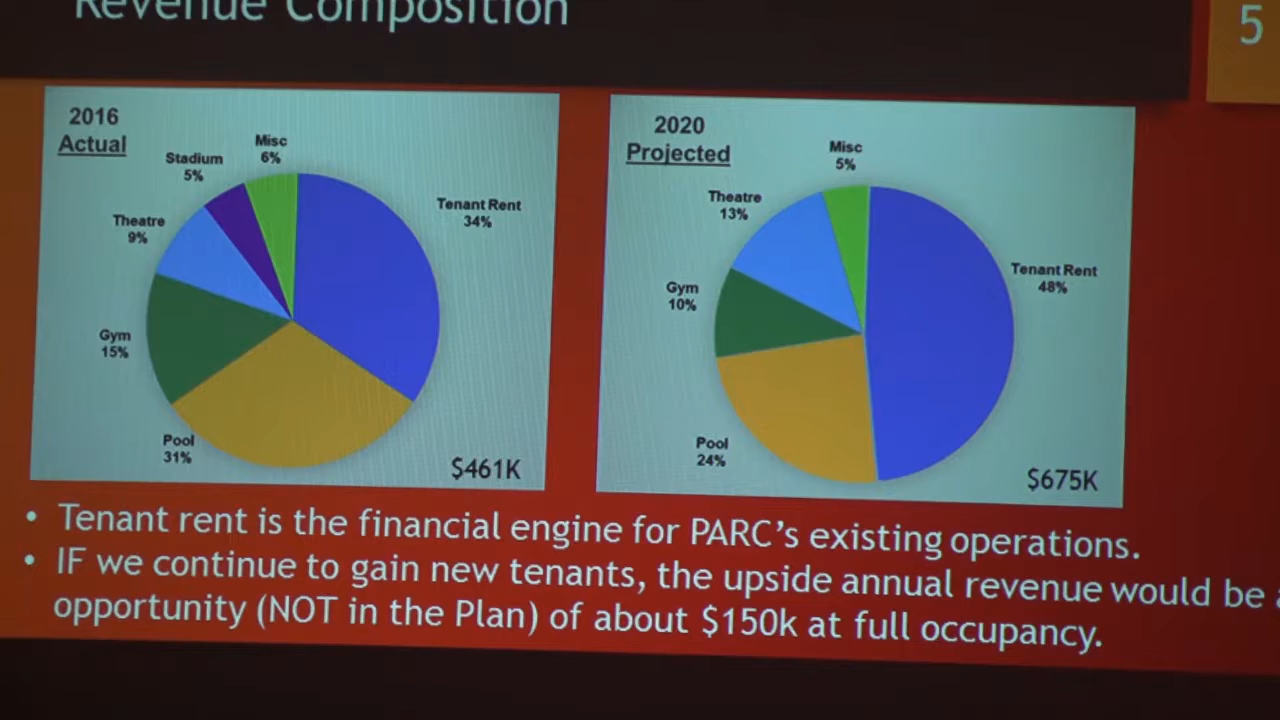 Revenue Composition
5
2016
Actual
Misc
6%
Stadium
5%
Tenant Rent
34%
Theatre
9%
Gym
15%
Pool
31%
$461K
2020
Projected
Misc
5%
Theatre
13%
Tenant Rent
48%
Gym
10%
Pool
24%
$675K
• Tenant rent is the financial engine for PARC's existing operations.
• IF we continue to gain new tenants, the upside annual revenue would be
opportunity (NOT in the Plan) of about $150k at full occupancy.